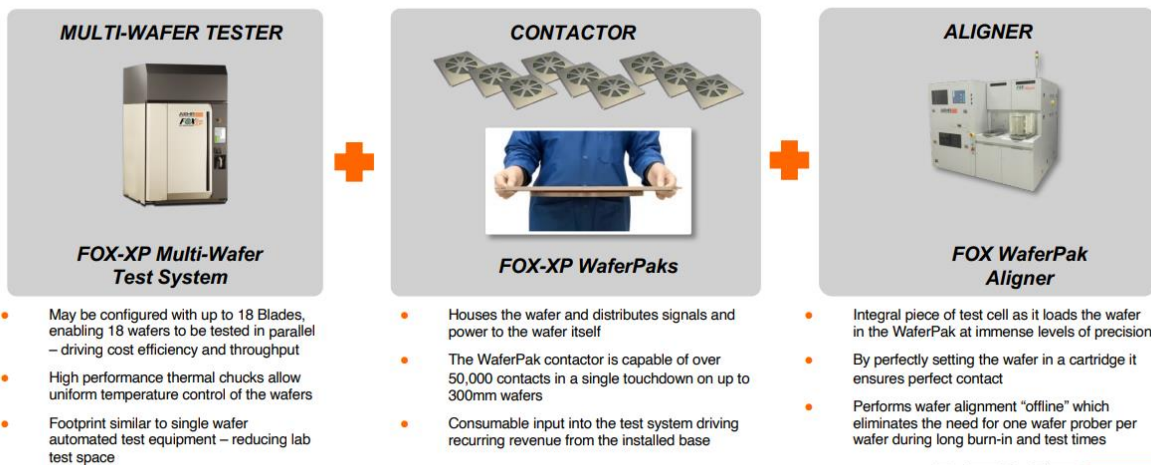 MULTI-WAFER TESTER
FOX-XP Multi-Wafer
Test System
• May be configured with up to 18 Blades,
enabling 18 wafers to be tested in parallel
– driving cost efficiency and throughput
• High performance thermal chucks allow
uniform temperature control of the wafers
• Footprint similar to single wafer
automated test equipment – reducing lab
test space
CONTACTOR
FOX-XP WaferPaks
• Houses the wafer and distributes signals and
power to the wafer itself
• The WaferPak contactor is capable of over
50,000 contacts in a single touchdown on up to
300mm wafers
• Consumable input into the test system driving
recurring revenue from the installed base
ALIGNER
FOX WaferPak
Aligner
• Integral piece of test cell as it loads the wafer
in the WaferPak at immense levels of precision
• By perfectly setting the wafer in a cartridge it
ensures perfect contact
• Performs wafer alignment “offline” which
eliminates the need for one wafer prober per
wafer during long burn-in and test times